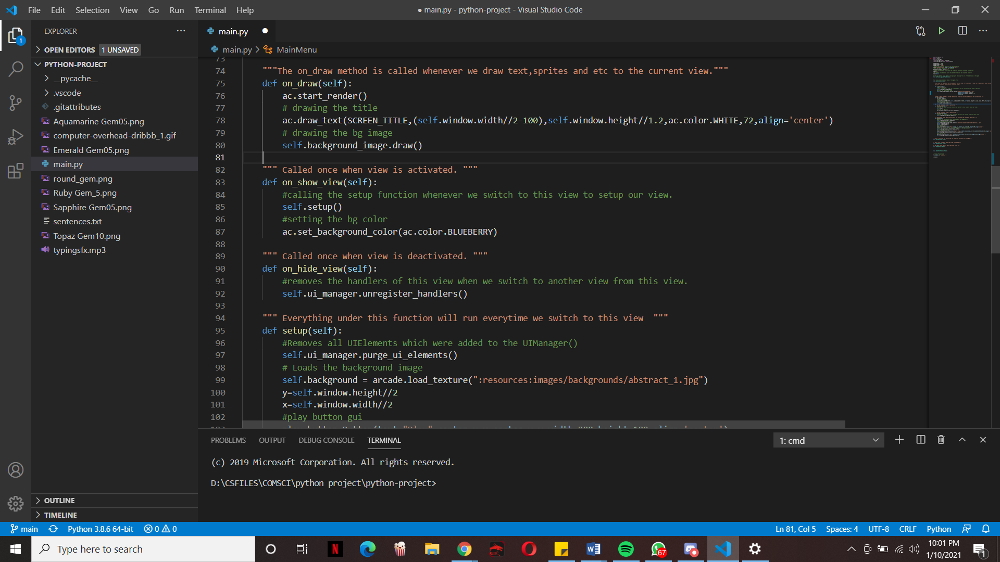 File Edit Selection View Go Run Terminal Help
● main.py - python-project - Visual Studio Code
EXPLORER
OPEN EDITORS 1 UNSAVED
PYTHON-PROJECT
__pycache__
.vscode
.gitattributes
Aquamarine Gem05.png
computer-overhead-dribbb_1.gif
Emerald Gem05.png
main.py
round_gem.png
Ruby Gem_5.png
Sapphire Gem05.png
sentences.txt
Topaz Gem10.png
typingsfx.mp3
OUTLINE
TIMELINE
1
main.py
main.py > MainMenu
73
74 """The on_draw method is called whenever we draw text,sprites and etc to the current view."""
75 def on_draw(self):
76 ac.start_render()
77 # drawing the title
78 ac.draw_text(SCREEN_TITLE,(self.window.width//2-100),self.window.height//1.2,ac.color.WHITE,72,align='center')
79 # drawing the bg image
80 self.background_image.draw()
81
82 """ Called once when view is activated. """
83 def on_show_view(self):
84 #calling the setup function whenever we switch to this view to setup our view.
85 self.setup()
86 #setting the bg color
87 ac.set_background_color(ac.color.BLUEBERRY)
88
89 """ Called once when view is deactivated. """
90 def on_hide_view(self):
91 #removes the handlers of this view when we switch to another view from this view.
92 self.ui_manager.unregister_handlers()
93
94 """ Everything under this function will run everytime we switch to this view  """
95 def setup(self):
96 #Removes all UIElements which were added to the UIManager()
97 self.ui_manager.purge_ui_elements()
98 # Loads the background image
99 self.background = arcade.load_texture(":resources:images/backgrounds/abstract_1.jpg")
100 y=self.window.height//2
101 x=self.window.width//2
102 #play button gui
PROBLEMS OUTPUT DEBUG CONSOLE TERMINAL
1: cmd
(c) 2019 Microsoft Corporation. All rights reserved.
D:\CSFILES\COMSCI\python project\python-project>
main Python 3.8.6 64-bit 0 0
Ln 81, Col 5 Spaces: 4 UTF-8 CRLF Python
Type here to search
N
67
10:01 PM
1/10/2021
1